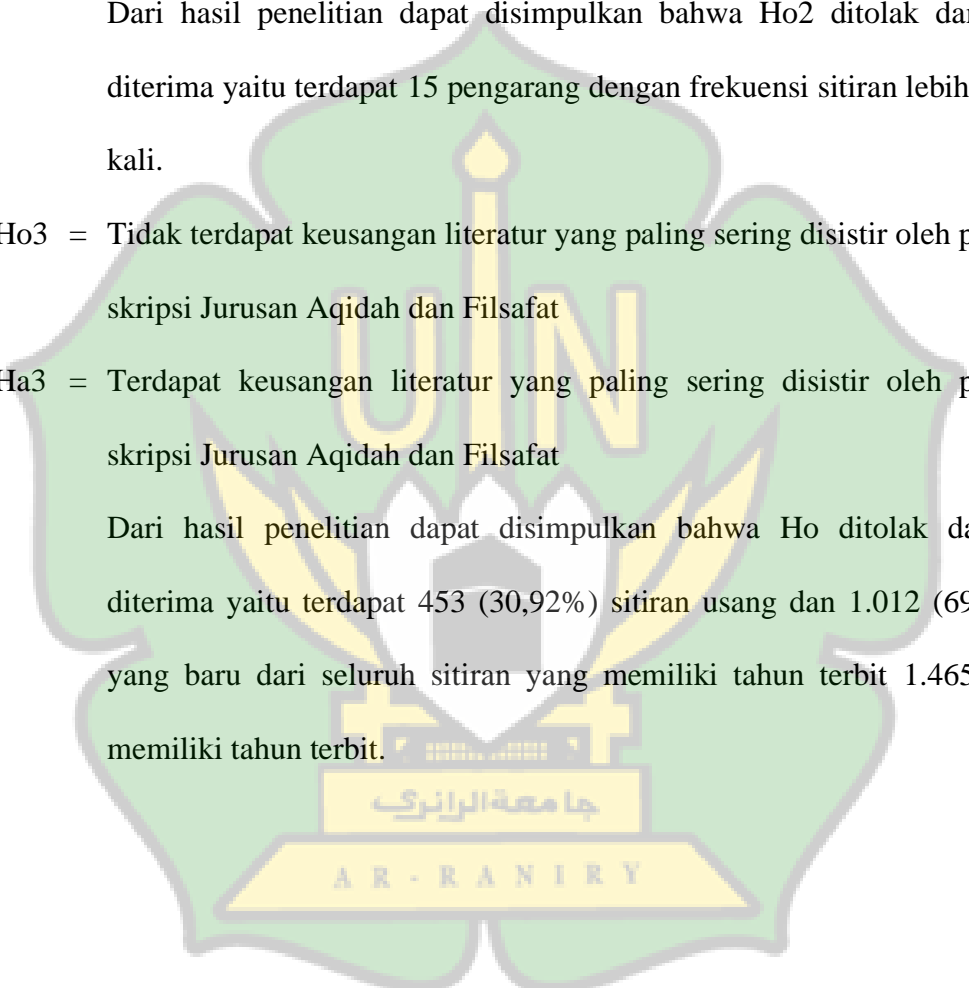 Dari hasil penelitian dapat disimpulkan bahwa Ho2 ditolak dan
diterima yaitu terdapat 15 pengarang dengan frekuensi sitiran lebih
kali.
Ho3 = Tidak terdapat keusangan literatur yang paling sering disistir oleh p
skripsi Jurusan Aqidah dan Filsafat
Ha3 = Terdapat keusangan literatur yang paling sering disistir oleh p
skripsi Jurusan Aqidah dan Filsafat
Dari hasil penelitian dapat disimpulkan bahwa Ho ditolak da
diterima yaitu terdapat 453 (30,92%) sitiran usang dan 1.012 (69
yang baru dari seluruh sitiran yang memiliki tahun terbit 1.465
memiliki tahun terbit.
UIN
جامعة الرانري
AR-RANIRY